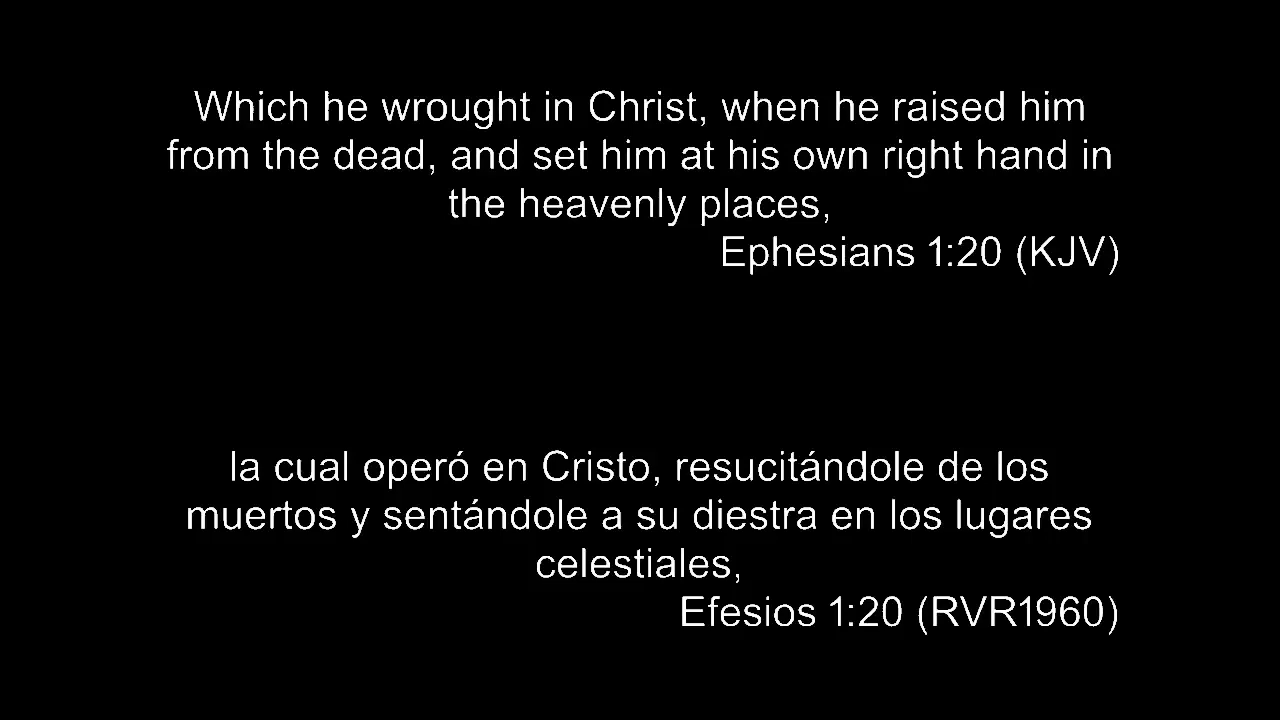 Which he wrought in Christ, when he raised him
from the dead, and set him at his own right hand in
the heavenly places,
Ephesians 1:20 (KJV)
la cual operó en Cristo, resucitándole de los
muertos y sentándole a su diestra en los lugares
celestiales,
Efesios 1:20 (RVR1960)